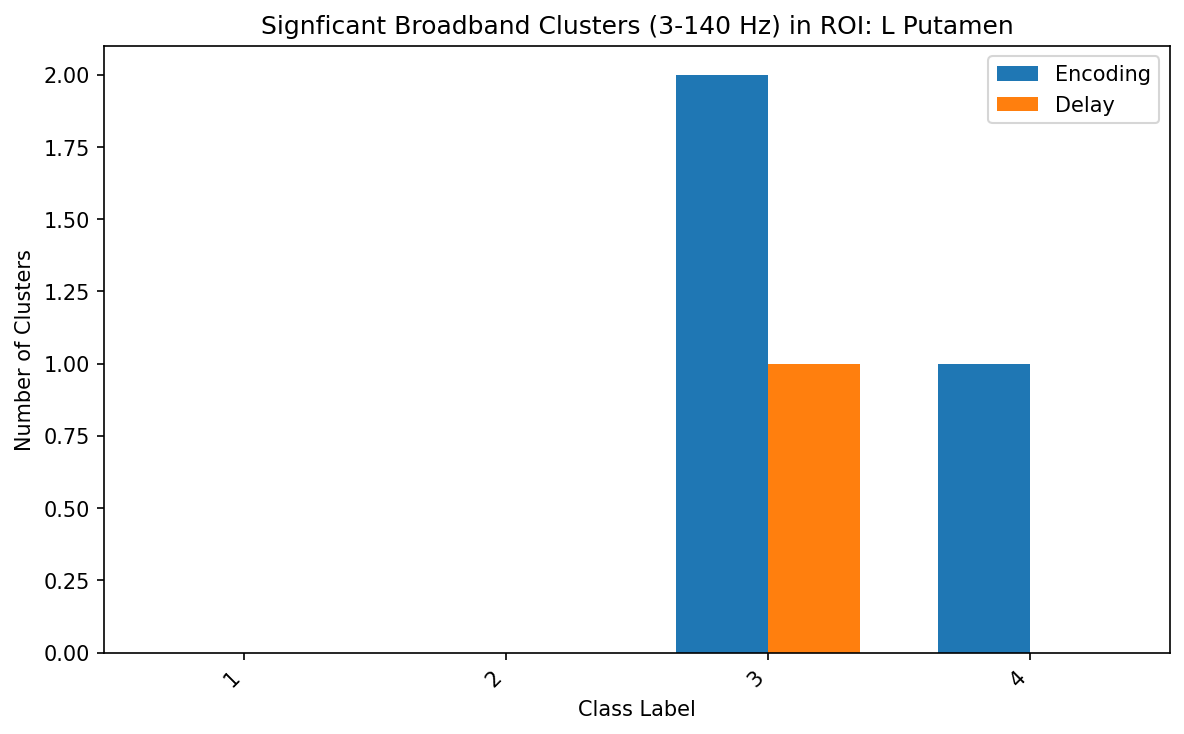 Signficant Broadband Clusters (3-140 Hz) in ROI: L Putamen
Encoding
Delay
Number of Clusters
2.00
1.75
1.50
1.25
1.00
0.75
0.50
0.25
0.00
1
2
3
4
Class Label